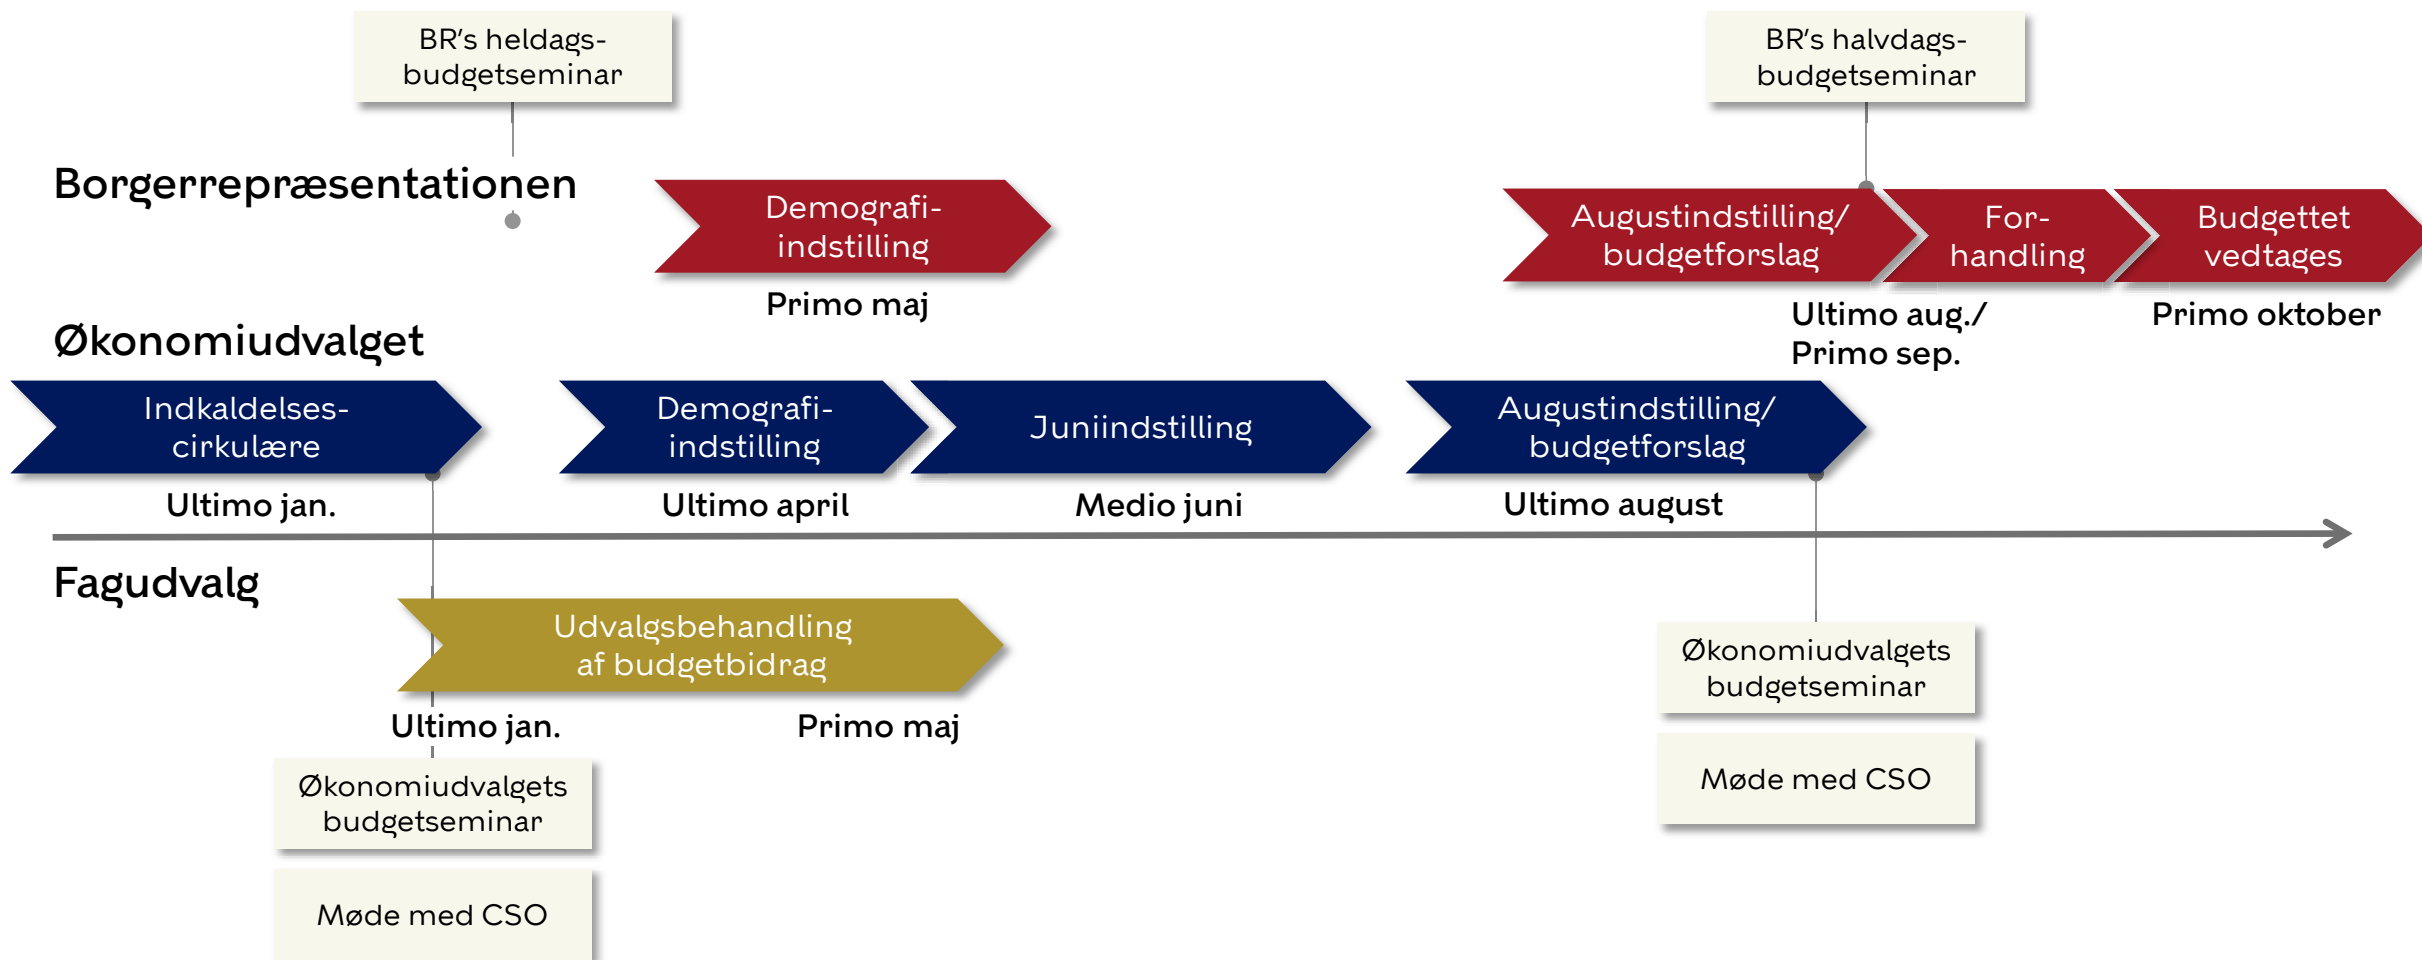 BR's heldags-
budgetseminar
BR's halvdags-
budgetseminar
Borgerrepræsentationen
Demografi-
indstilling
Primo maj
Augustindstilling/
budgetforslag
For-
handling
Budgettet
vedtages
Ultimo aug./
Primo sep.
Primo oktober
Økonomiudvalget
Indkaldelses-
cirkulære
Ultimo jan.
Demografi-
indstilling
Ultimo april
Juniindstilling
Medio juni
Augustindstilling/
budgetforslag
Ultimo august
Fagudvalg
Udvalgsbehandling
af budgetbidrag
Ultimo jan.
Primo maj
Økonomiudvalgets
budgetseminar
Møde med CSO
Økonomiudvalgets
budgetseminar
Møde med CSO